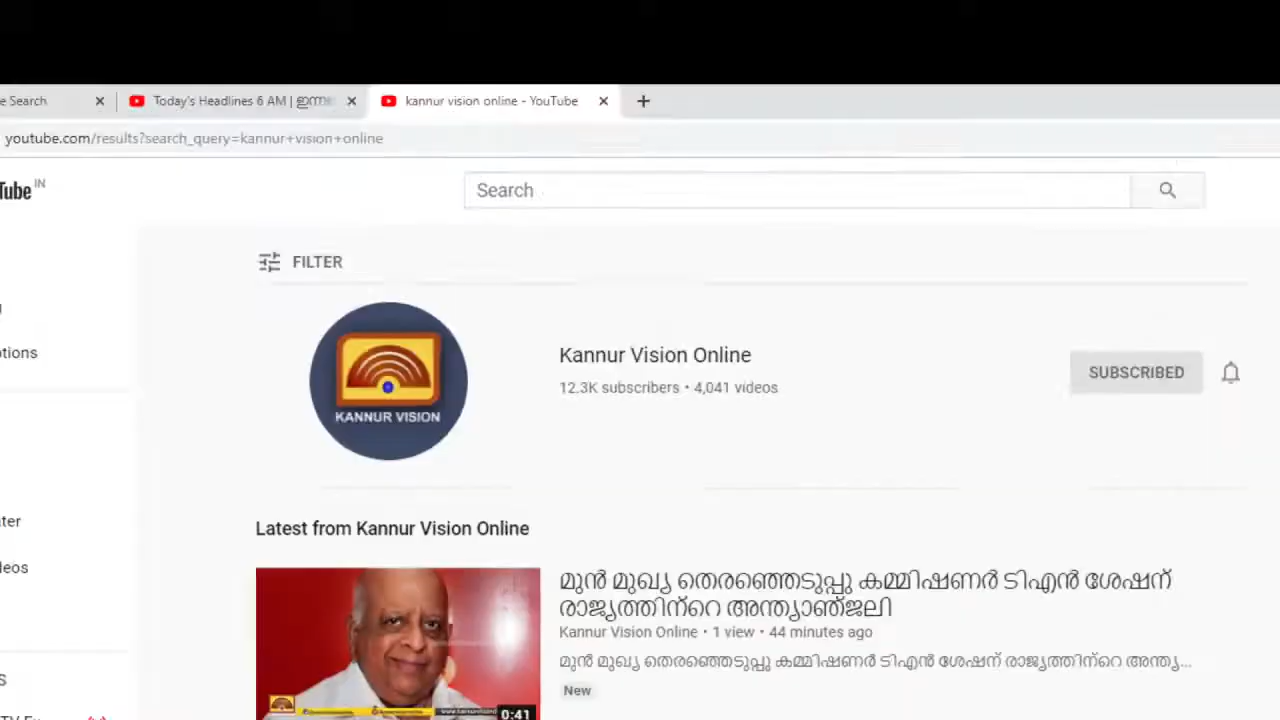 e Search
Today's Headlines 6 AM | ഇന്ന
kannur vision online - YouTube
youtube.com/results?search_query=kannur+vision+online
Tube IN
Search
FILTER
otions
KANNUR VISION
Kannur Vision Online
12.3K subscribers • 4,041 videos
SUBSCRIBED
ter
Latest from Kannur Vision Online
eos
മുൻ മുഖ്യ തെരഞ്ഞെടുപ്പു കമ്മിഷണർ ടിഎൻ ശേഷന്
രാജ്യത്തിന്റെ അന്ത്യാഞ്ജലി
Kannur Vision Online • 1 view • 44 minutes ago
മുൻ മുഖ്യ തെരഞ്ഞെടുപ്പു കമ്മിഷണർ ടിഎൻ ശേഷന് രാജ്യത്തിന്റെ അന്ത്യ...
New
S
0:41